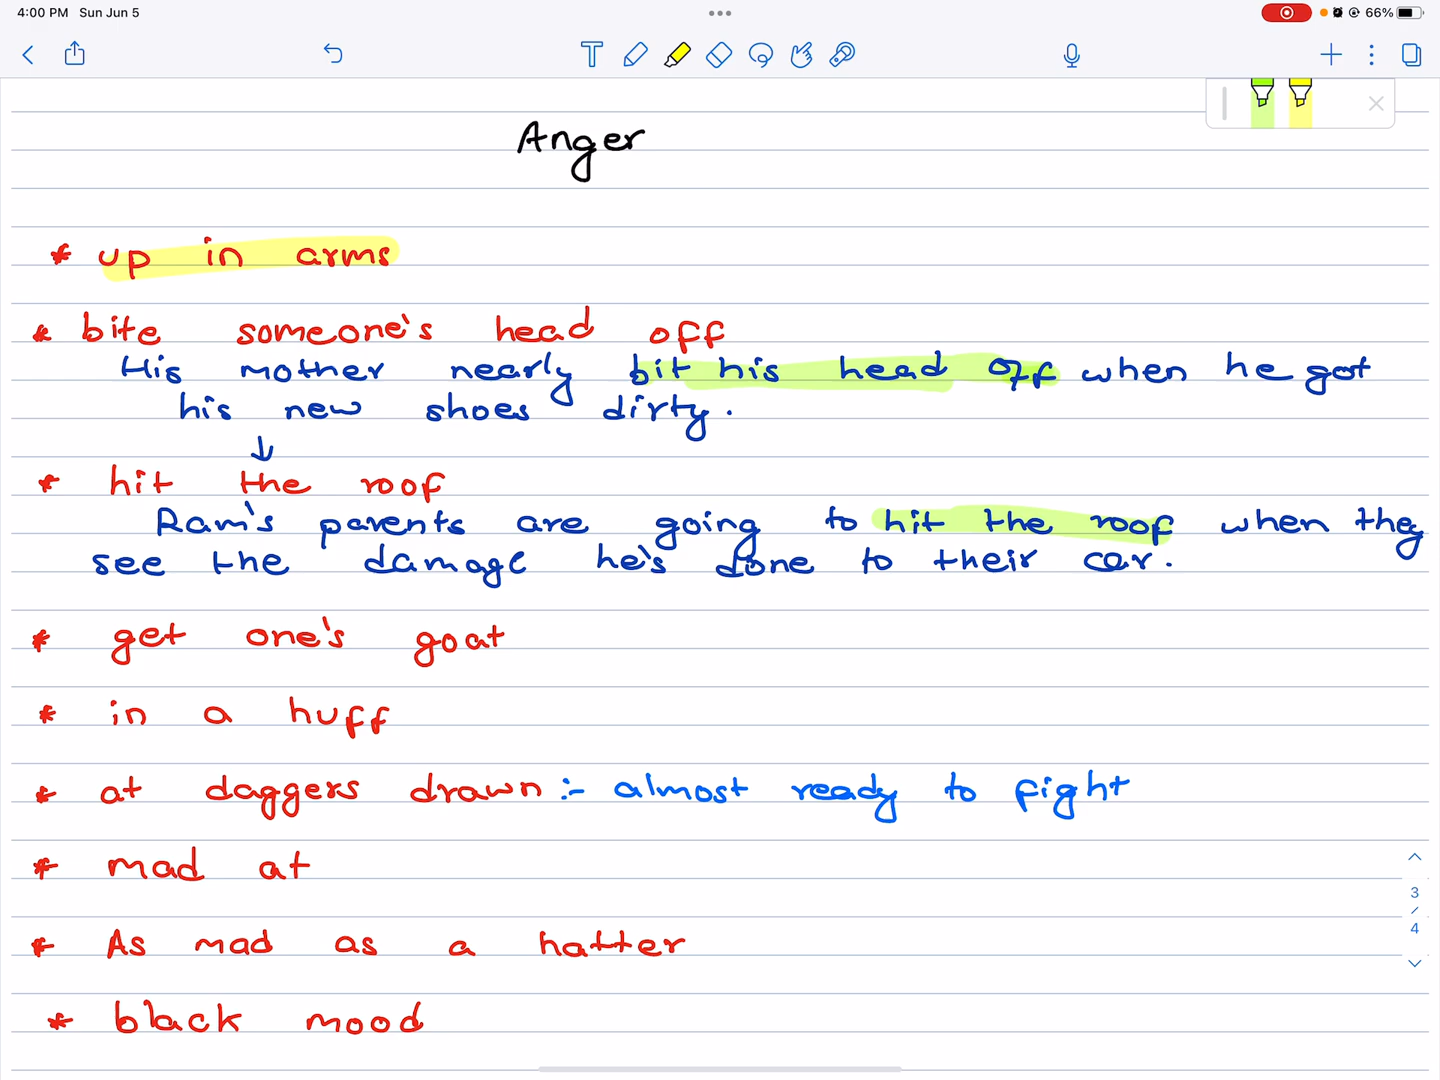 4:00 PM Sun Jun 5
66%
Anger
* up in arms
* bite someone's head off
His mother nearly bit his head off when he got
his new shoes dirty.
↓
* hit the roof
Ram's parents are going to hit the roof when they
see the damage he's done to their car.
* get one's goat
* in a huff
* at daggers drawn :- almost ready to fight
* mad at
3
/
4
* As mad as a hatter
* black mood